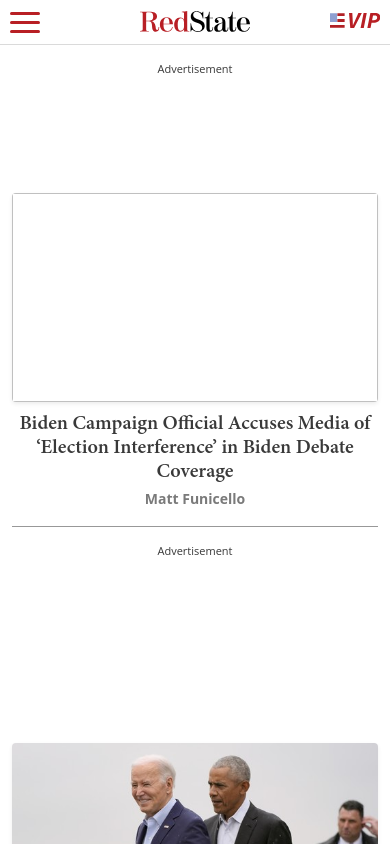 RedState
VIP
Advertisement
Biden Campaign Official Accuses Media of
‘Election Interference’ in Biden Debate
Coverage
Matt Funicello
Advertisement